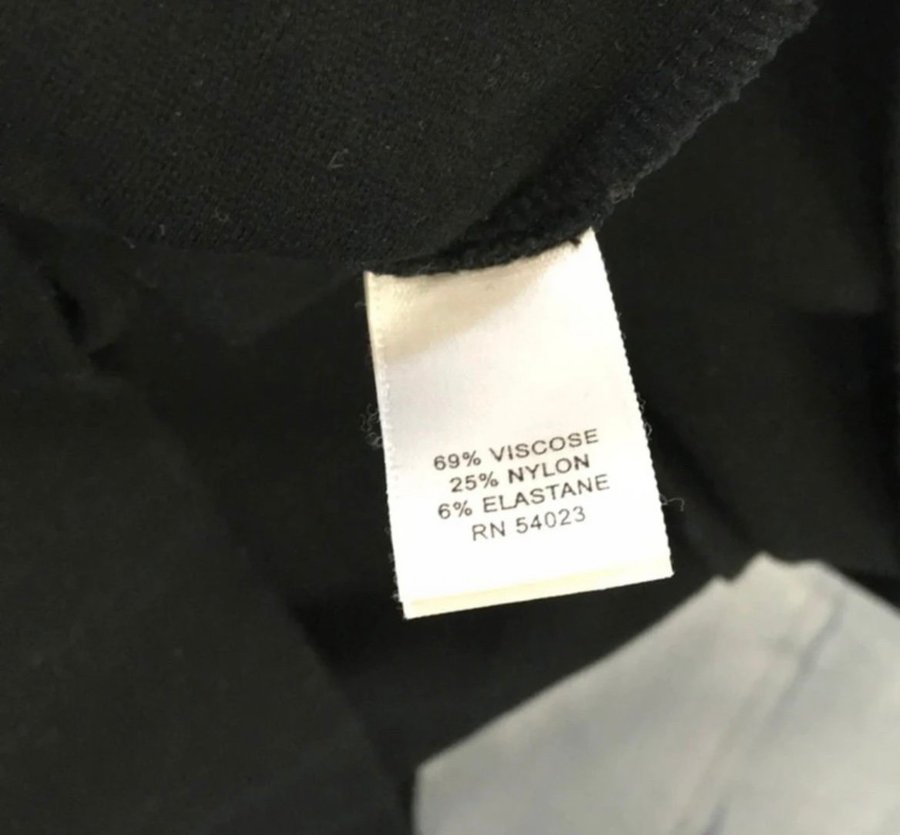 69% VISCOSE
25% NYLON
6% ELASTANE
RN 54023